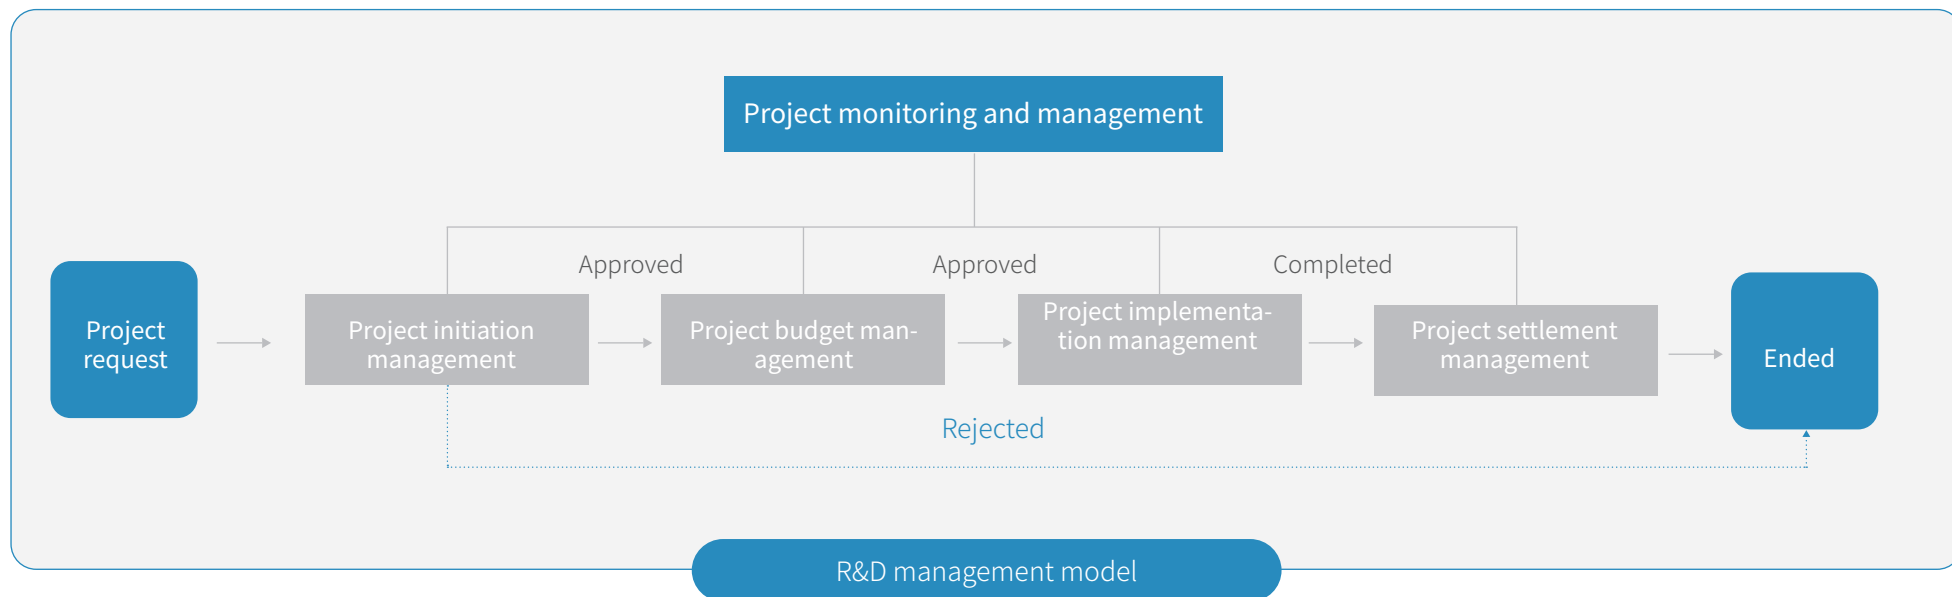 Project monitoring and management
Approved
Approved
Completed
Project
request
Project initiation
management
Project budget man-
agement
Project implementa-
tion management
Project settlement
management
Ended
Rejected
R&D management model